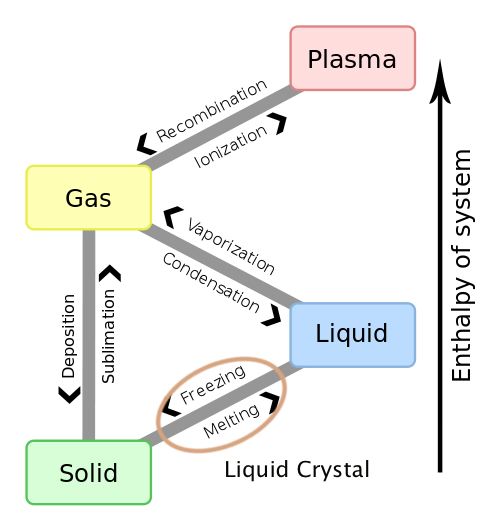 Plasma
Recombination
Ionization
Gas
Vaporization
Condensation
Enthalpy of system
Deposition
Sublimation
Liquid
Freezing
Melting
Solid
Liquid Crystal